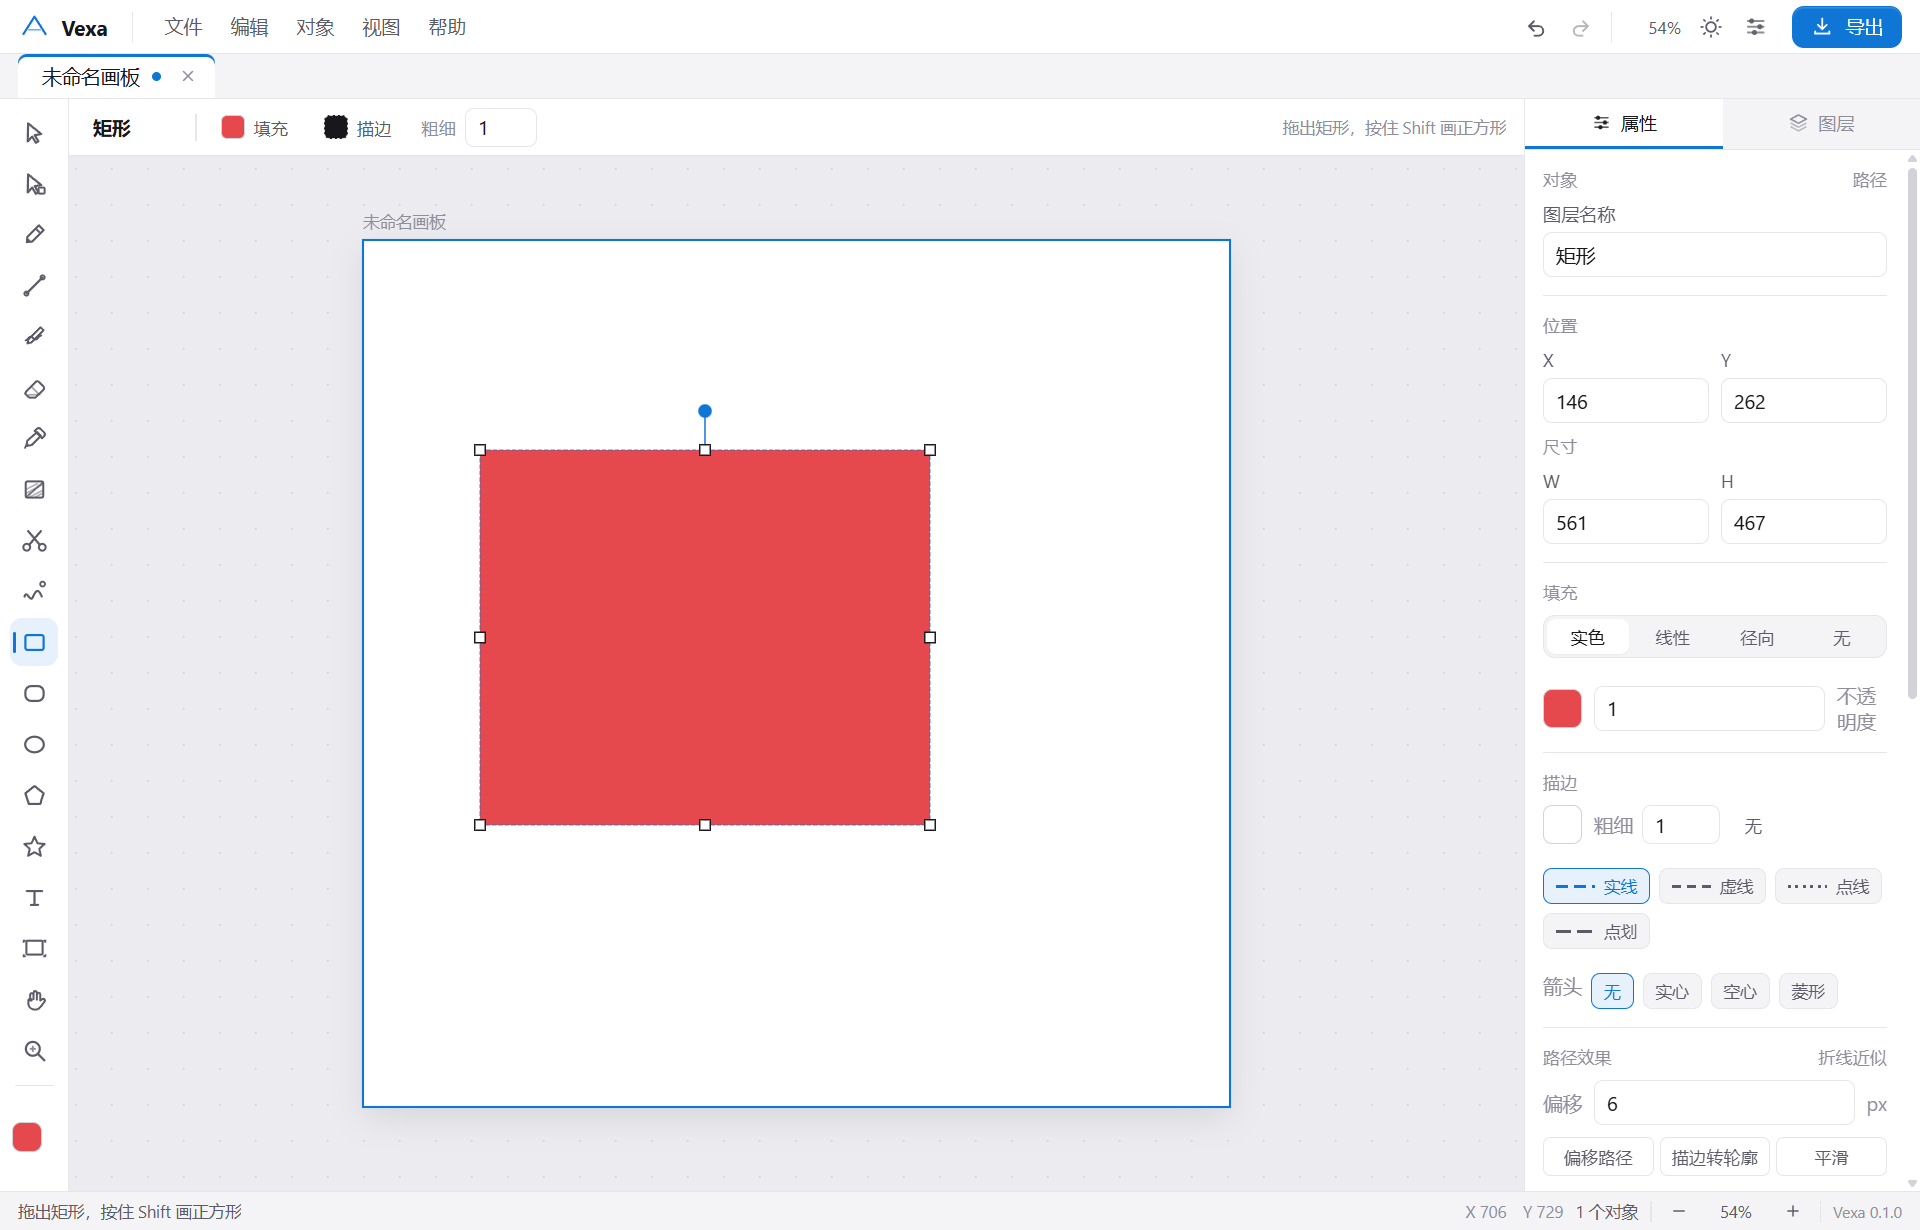 Vexa 文件 编辑 对象 视图 帮助 54% 导出
未命名画板
矩形 填充 描边 粗细 1 拖出矩形，按住 Shift 画正方形
属性 图层
未命名画板
对象 路径
图层名称
矩形
位置
X Y
146 262
尺寸
W H
561 467
填充
实色 线性 径向 无
1 不透
明度
描边
粗细 1 无
实线 虚线 点线
点划
箭头 无 实心 空心 菱形
路径效果 折线近似
偏移 6 px
偏移路径 描边转轮廓 平滑
拖出矩形，按住 Shift 画正方形 X 706 Y 729 1 个对象 54% Vexa 0.1.0